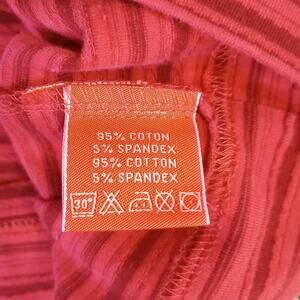 95% COTON
5% SPANDEX
95% COTTON
5% SPANDEX
30°